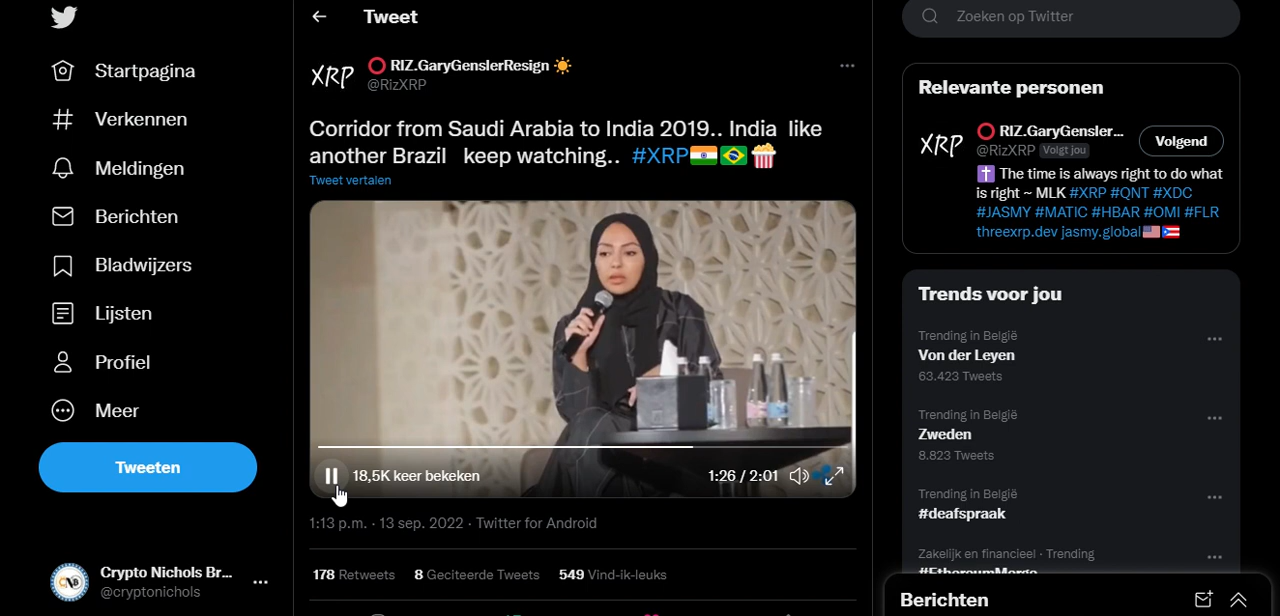 Tweet
Zoeken op Twitter
Startpagina
Verkennen
Meldingen
Berichten
Bladwijzers
Lijsten
Profiel
Meer
Tweeten
Crypto Nichols Br...
@cryptonichols
XRP
RIZ.GaryGenslerResign
@RizXRP
Corridor from Saudi Arabia to India 2019.. India like
another Brazil keep watching.. #XRP
Tweet vertalen
18,5K keer bekeken
1:26 / 2:01
1:13 p.m. · 13 sep. 2022 · Twitter for Android
178 Retweets 8 Geciteerde Tweets 549 Vind-ik-leuks
Relevante personen
XRP
RIZ.GaryGensler...
@RizXRP Volgt jou
Volgend
The time is always right to do what
is right ~ MLK #XRP #QNT #XDC
#JASMY #MATIC #HBAR #OMI #FLR
threexrp.dev jasmy.global
Trends voor jou
Trending in België
Von der Leyen
63.423 Tweets
Trending in België
Zweden
8.823 Tweets
Trending in België
#deafspraak
Zakelijk en financieel · Trending
#EthereumMerge
Berichten